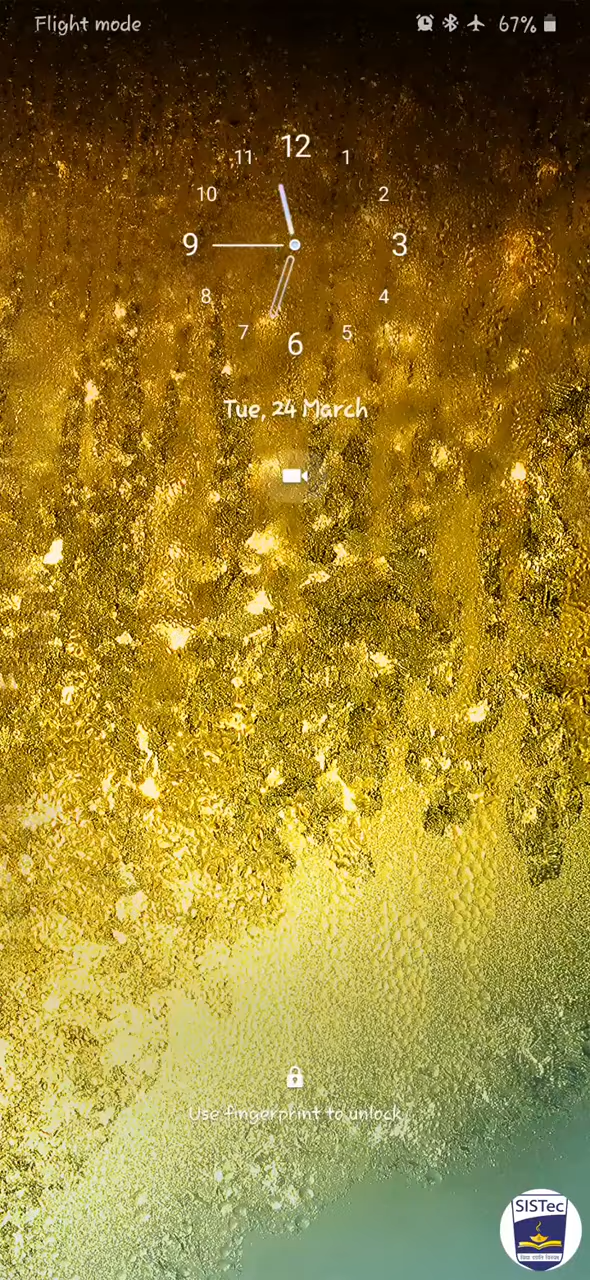 Flight mode 67%
12
11 1
10 2
9 3
8 4
7 5
6
Tue, 24 March
Use fingerprint to unlock
SISTec